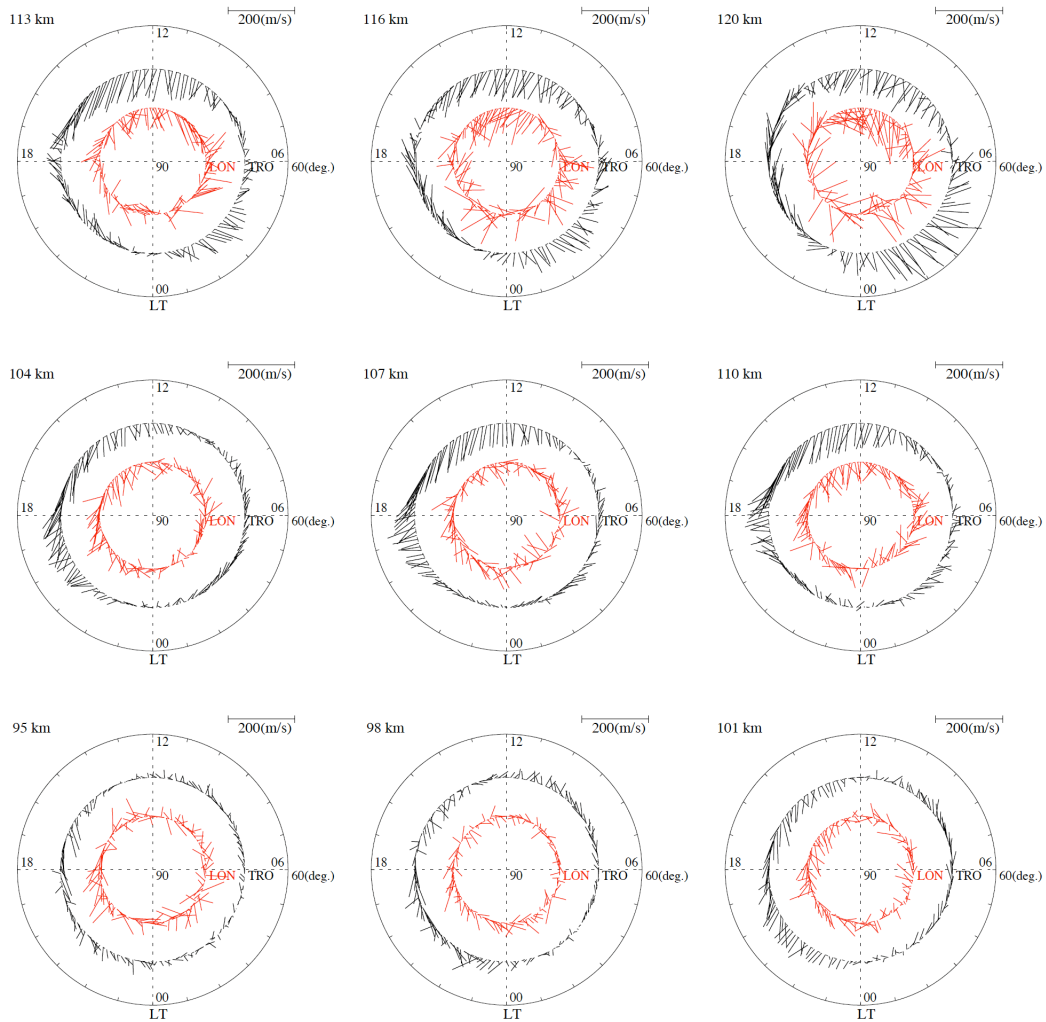 113 km 200(m/s)
12
18 90 LON TRO 06 60(deg.)
00
LT
116 km 200(m/s)
12
18 90 LON TRO 06 60(deg.)
00
LT
120 km 200(m/s)
12
18 90 LON TRO 06 60(deg.)
00
LT
104 km 200(m/s)
12
18 90 LON TRO 06 60(deg.)
00
LT
107 km 200(m/s)
12
18 90 LON TRO 06 60(deg.)
00
LT
110 km 200(m/s)
12
18 90 LON TRO 06 60(deg.)
00
LT
95 km 200(m/s)
12
18 90 LON TRO 06 60(deg.)
00
LT
98 km 200(m/s)
12
18 90 LON TRO 06 60(deg.)
00
LT
101 km 200(m/s)
12
18 90 LON TRO 06 60(deg.)
00
LT